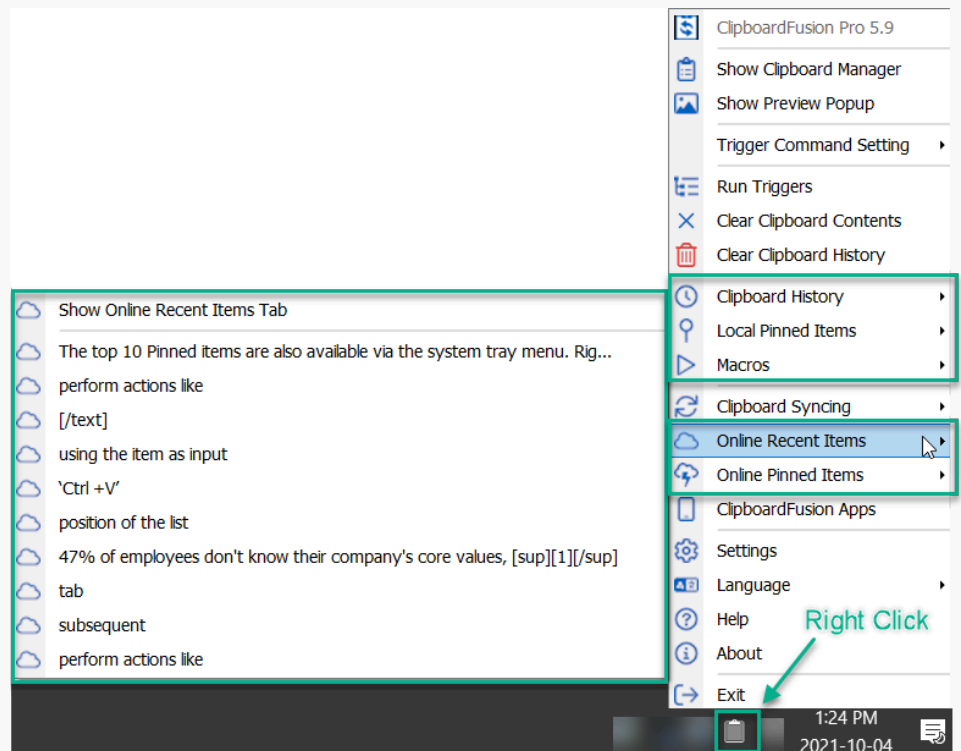 ClipboardFusion Pro 5.9
Show Clipboard Manager
Show Preview Popup
Trigger Command Setting
Run Triggers
Clear Clipboard Contents
Clear Clipboard History
Clipboard History
Local Pinned Items
Macros
Clipboard Syncing
Online Recent Items
Online Pinned Items
ClipboardFusion Apps
Settings
Language
Help
About
Exit
Show Online Recent Items Tab
The top 10 Pinned items are also available via the system tray menu. Rig...
perform actions like
[/text]
using the item as input
‘Ctrl +V’
position of the list
47% of employees don't know their company's core values, [sup][1][/sup]
tab
subsequent
perform actions like
Right Click
1:24 PM
2021-10-04